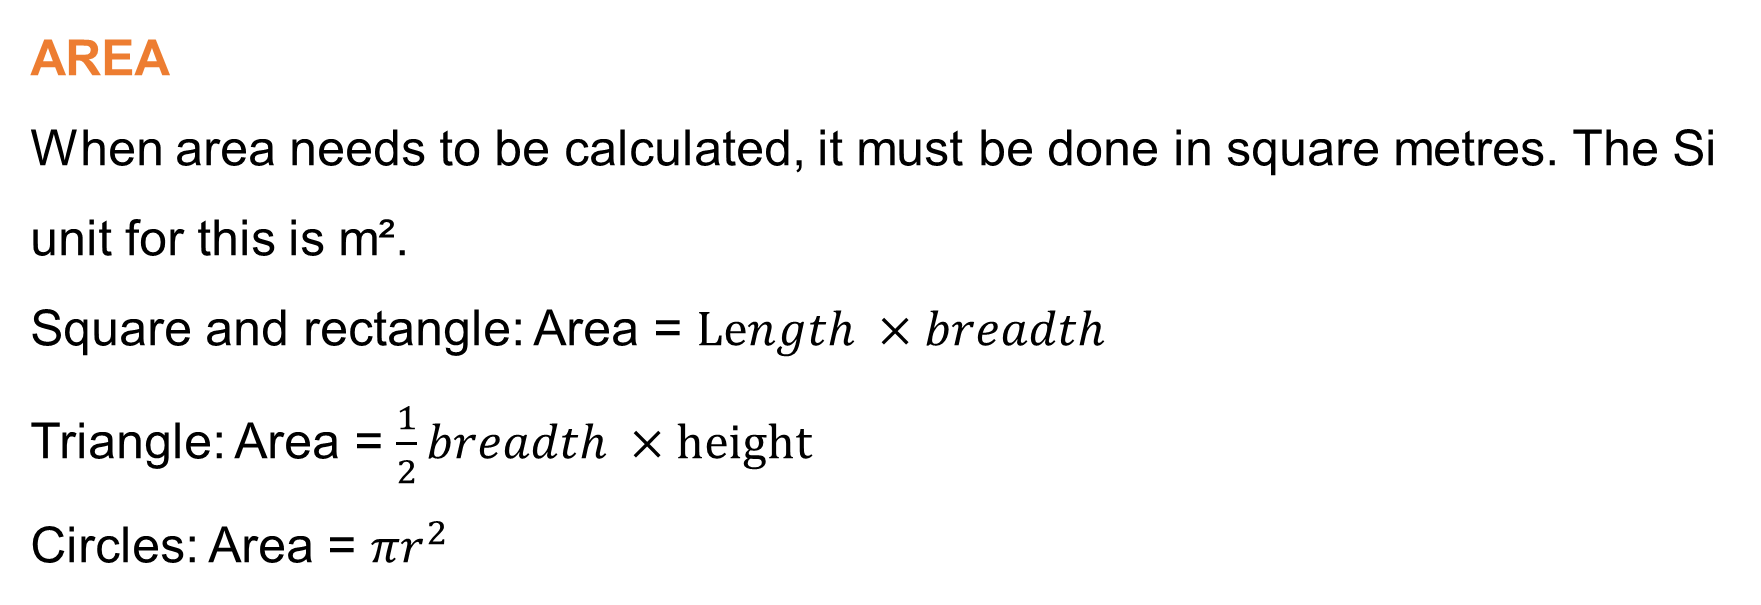 AREA
When area needs to be calculated, it must be done in square metres. The Si
unit for this is m².
Square and rectangle: Area = Length × breadth
Triangle: Area = ½ breadth × height
Circles: Area = πr²